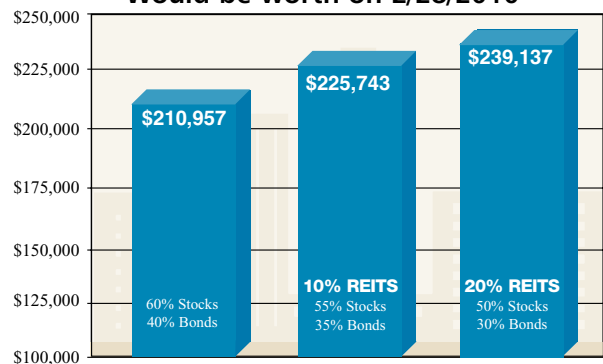 $250,000
$225,000
$200,000
$175,000
$150,000
$125,000
$100,000
$210,957
60% Stocks
40% Bonds
$225,743
10% REITS
55% Stocks
35% Bonds
$239,137
20% REITS
50% Stocks
30% Bonds